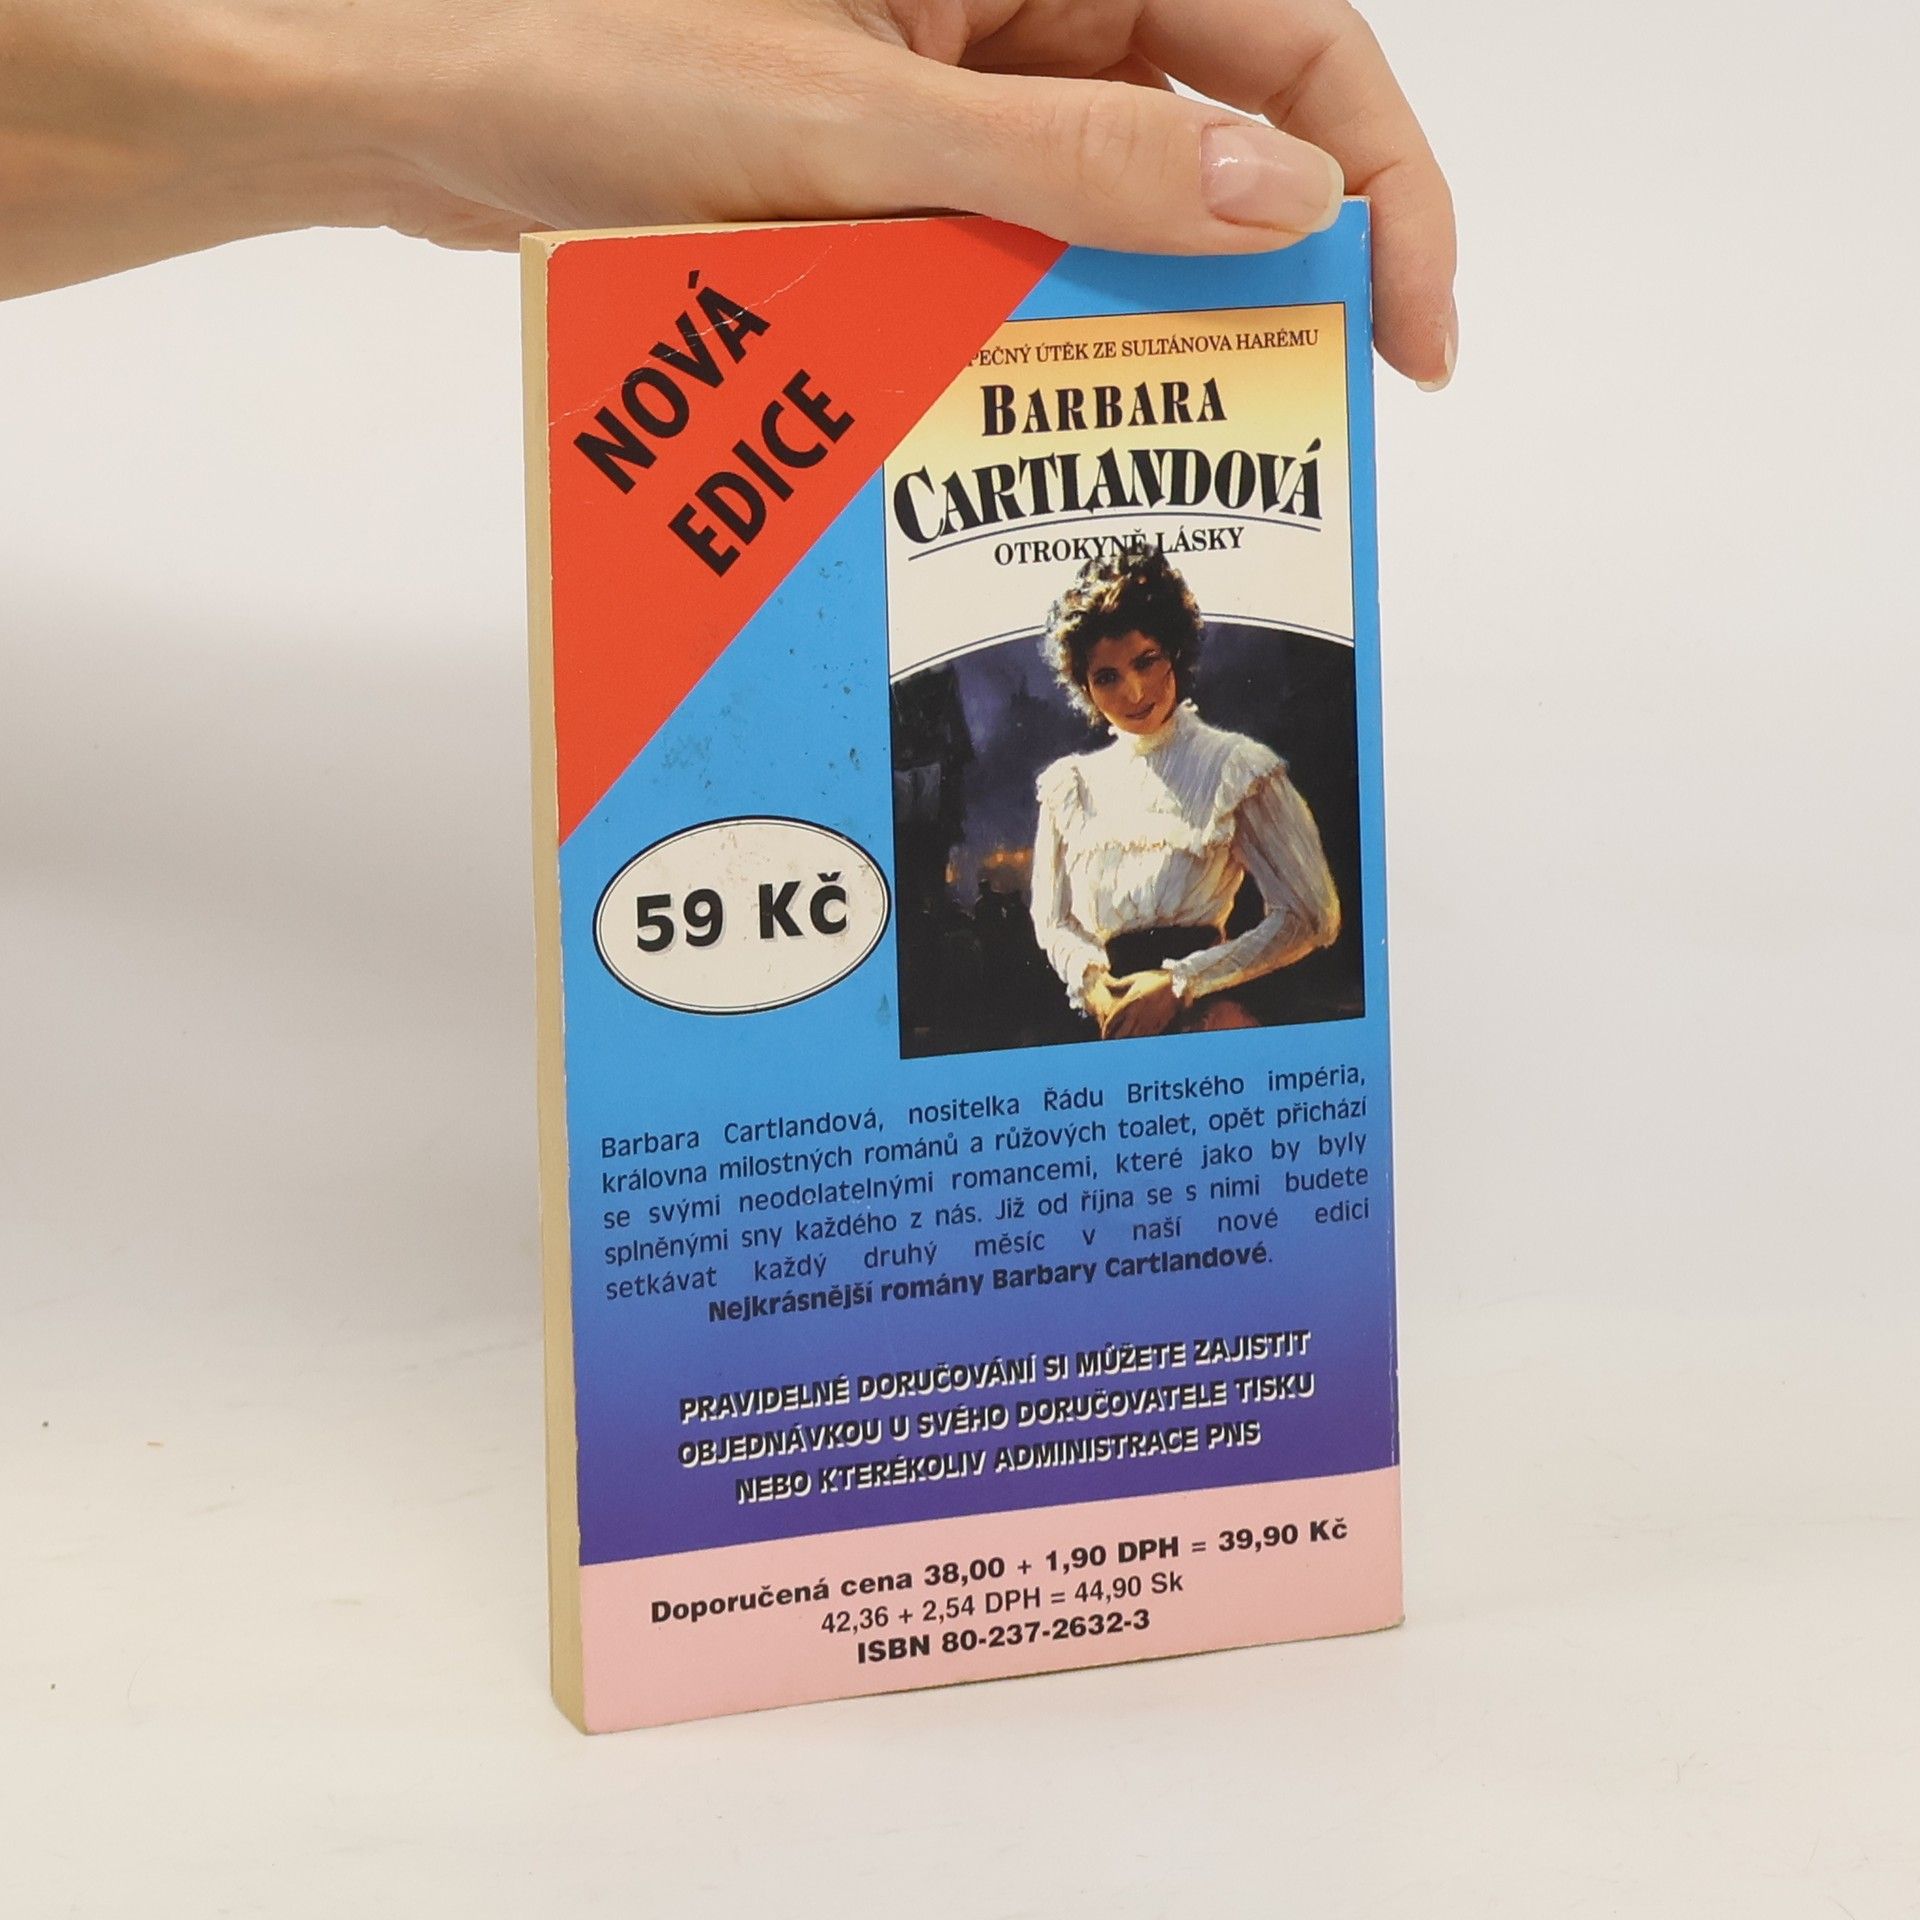 NOVÁ
EDICE
PEČNÝ ÚTĚK ZE SULTÁNOVA HARÉMU
BARBARA
CARTLANDOVÁ
OTROKYNĚ LÁSKY
59 Kč
Barbara Cartlandová, nositelka Řádu Britského impéria,
královna milostných románů a růžových toalet, opět přichází
se svými neodolatelnými romancemi, které jako by byly
splněnými sny každého z nás. Již od října se s nimi budete
setkávat každý druhý měsíc v naší nové edici
Nejkrásnější romány Barbary Cartlandové.
PRAVIDELNÉ DORUČOVÁNÍ SI MŮŽETE ZAJISTIT
OBJEDNÁVKOU U SVÉHO DORUČOVATELE TISKU
NEBO KTERÉKOLIV ADMINISTRACE PNS
Doporučená cena 38,00 + 1,90 DPH = 39,90 Kč
42,36 + 2,54 DPH = 44,90 Sk
ISBN 80-237-2632-3